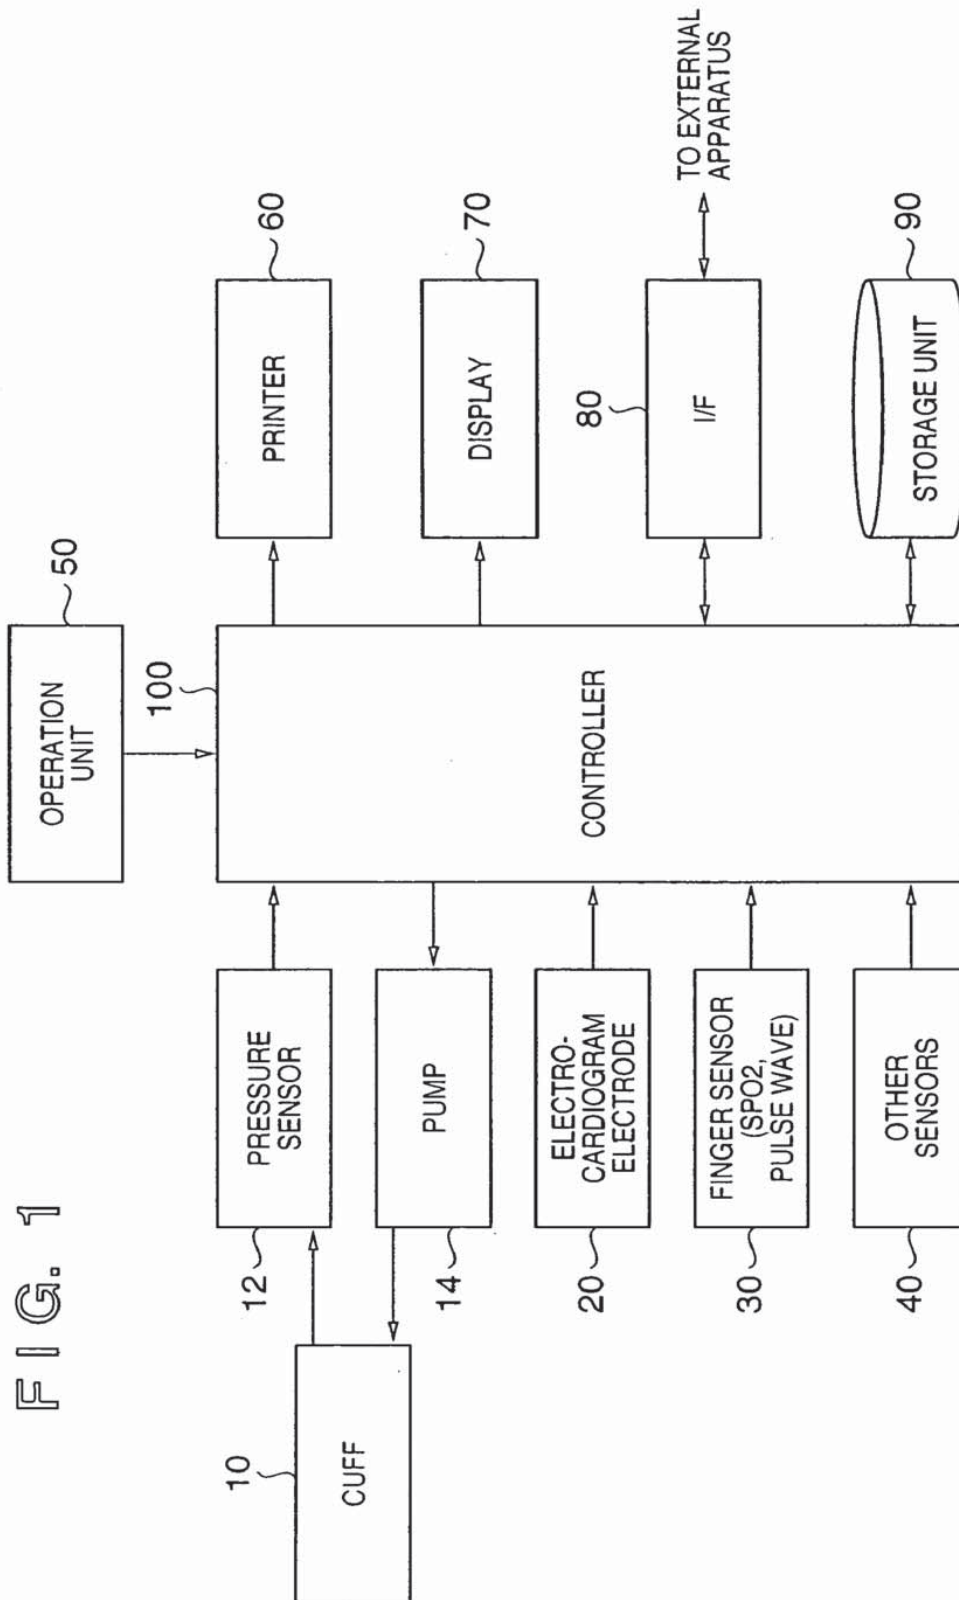 FIG. 1
OPERATION
UNIT
50
100
10
CUFF
12
PRESSURE
SENSOR
14
PUMP
20
ELECTRO-
CARDIOGRAM
ELECTRODE
30
FINGER SENSOR
(SPO2,
PULSE WAVE)
40
OTHER
SENSORS
CONTROLLER
PRINTER
60
DISPLAY
70
80
I/F
TO EXTERNAL
APPARATUS
STORAGE UNIT
90